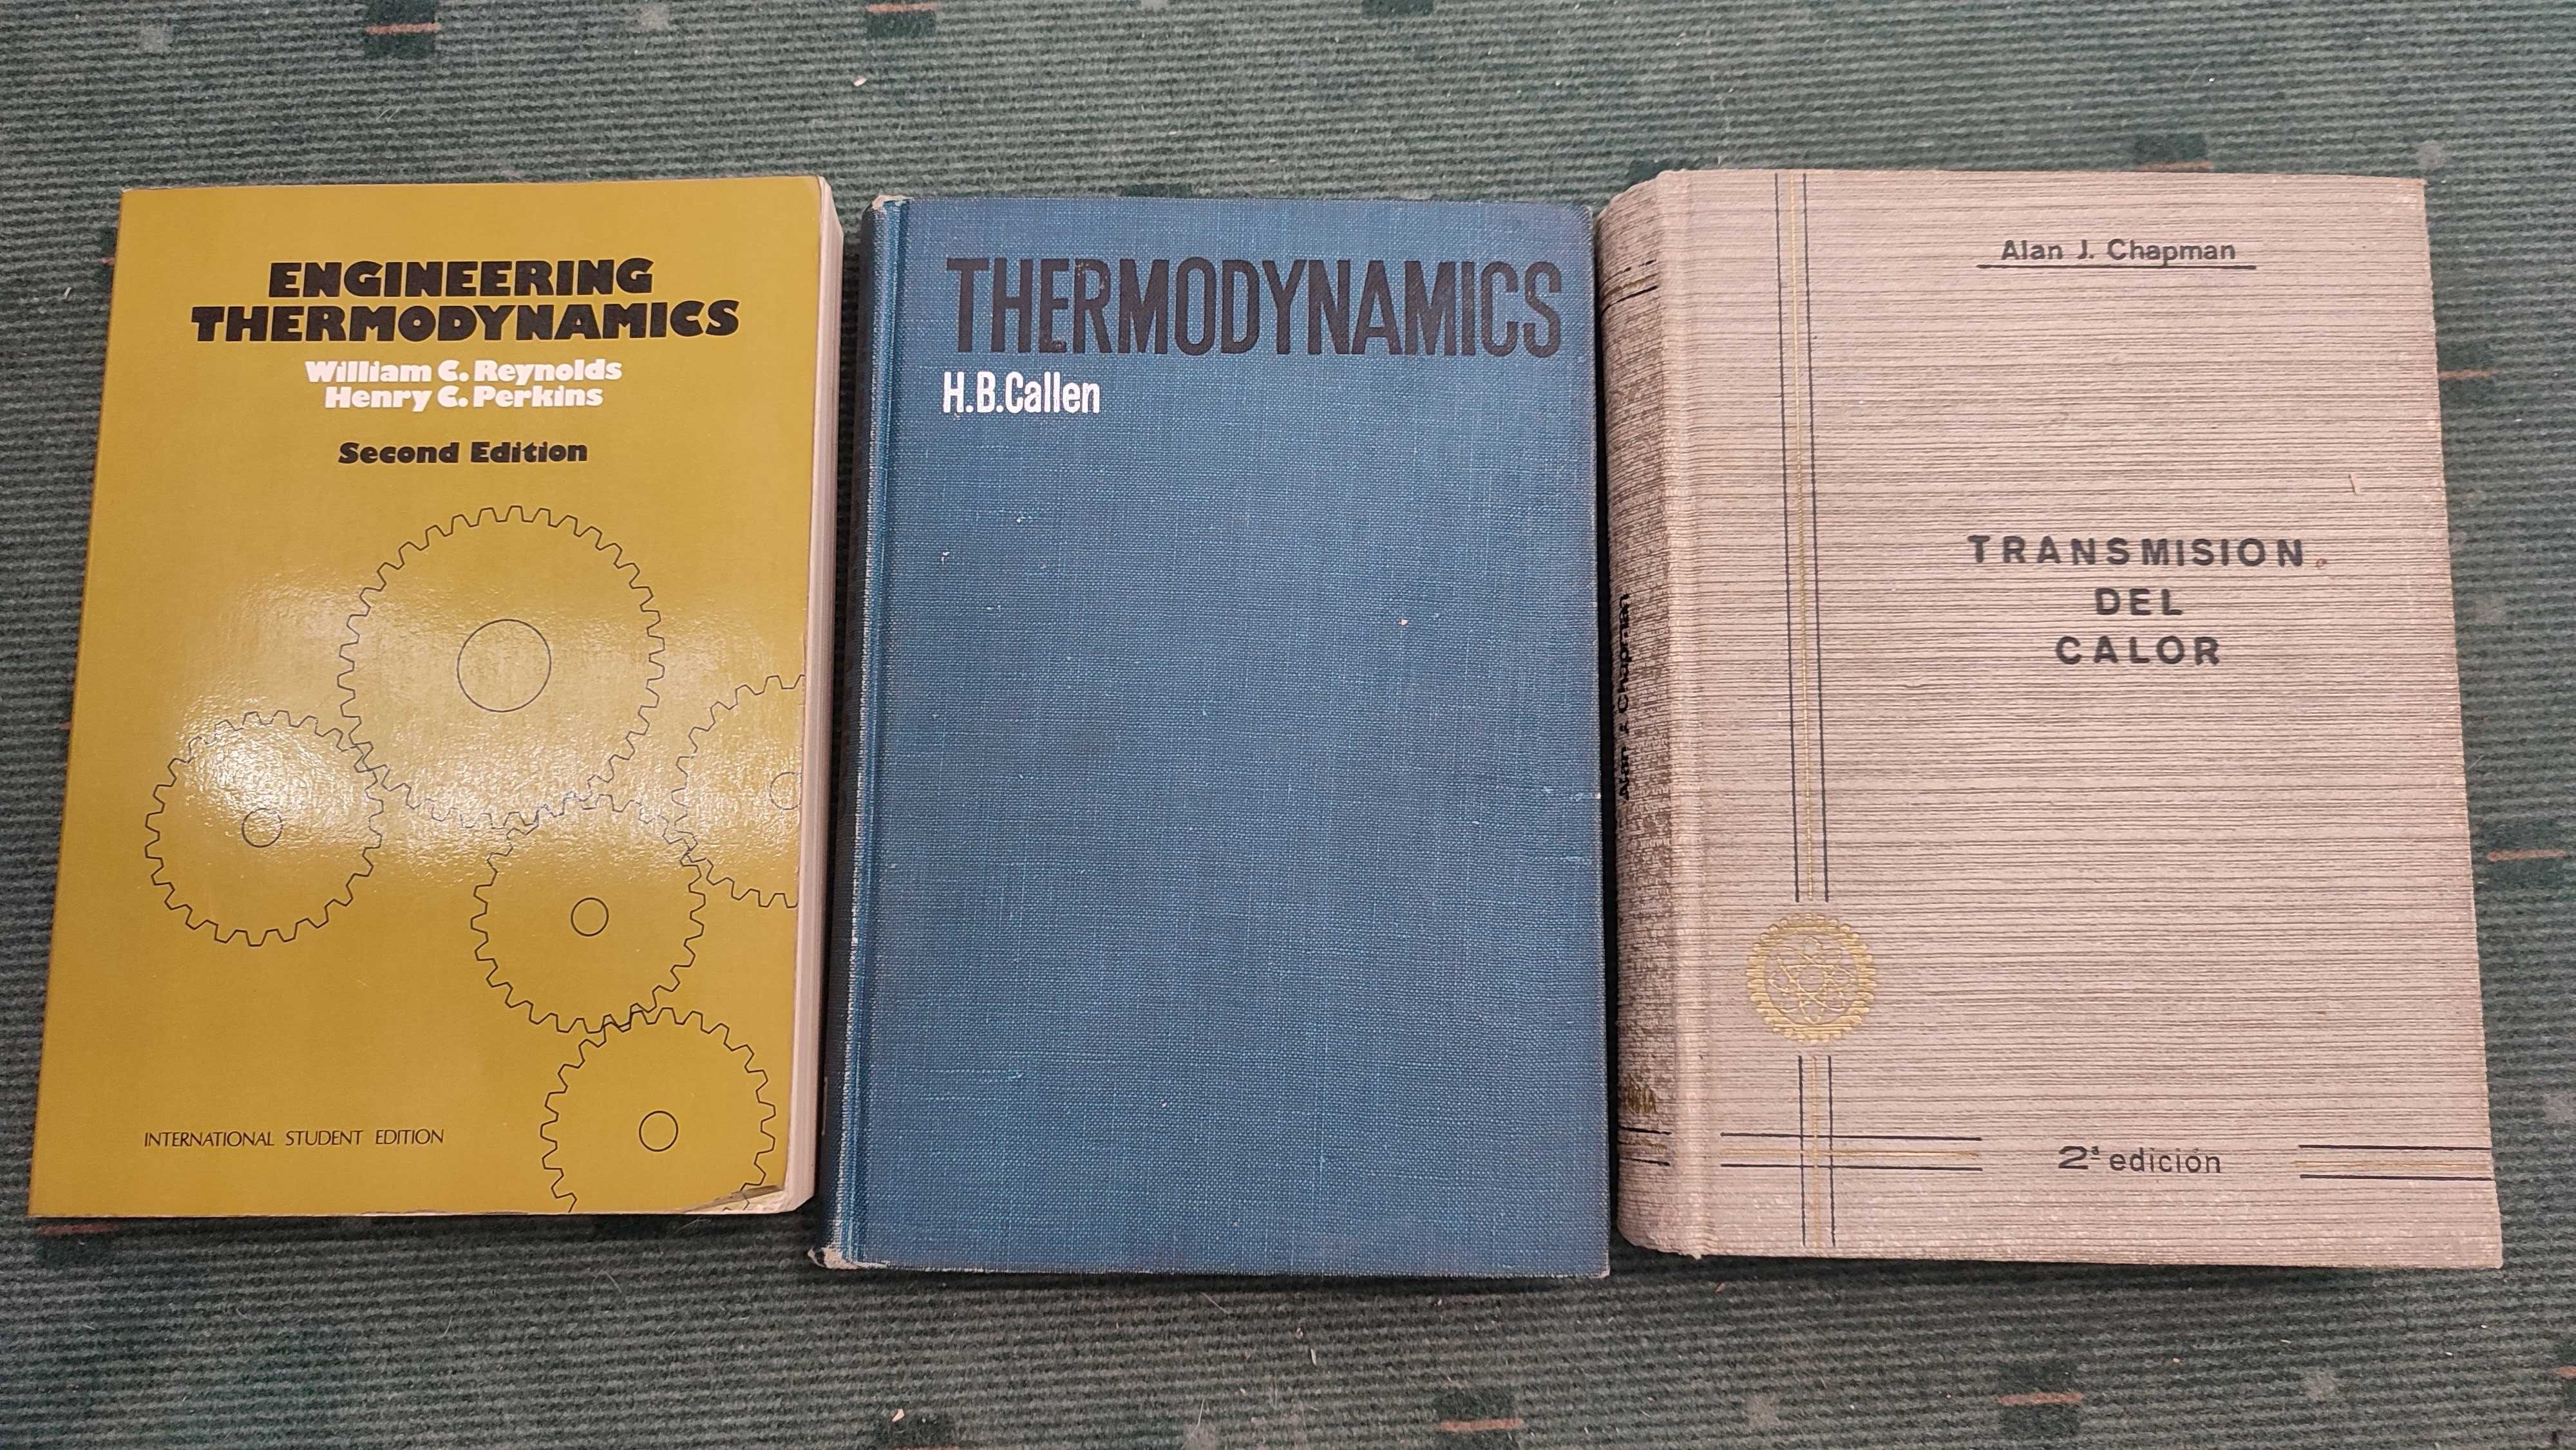 ENGINEERING
THERMODYNAMICS
William C. Reynolds
Henry C. Perkins
Second Edition
INTERNATIONAL STUDENT EDITION
THERMODYNAMICS
H.B.Callen
Alan J. Chapman
Alan J. Chapman
TRANSMISION
DEL
CALOR
2ª edición